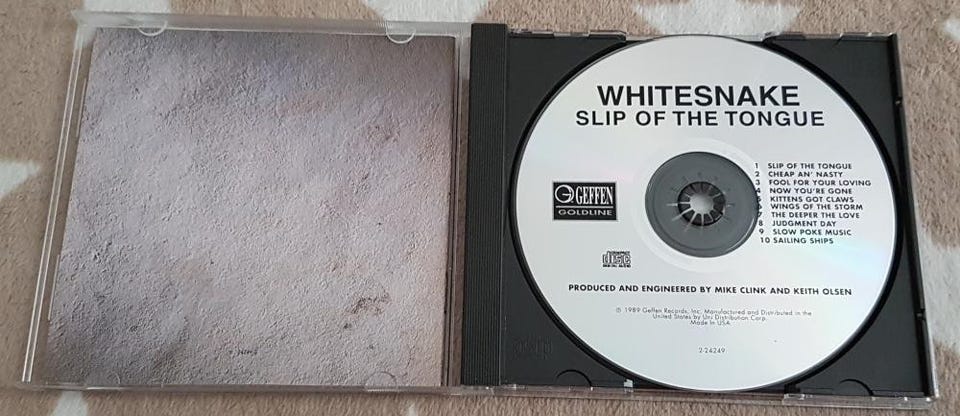 WHITESNAKE
SLIP OF THE TONGUE
1 SLIP OF THE TONGUE
2 CHEAP AN' NASTY
3 FOOL FOR YOUR LOVING
4 NOW YOU'RE GONE
5 KITTENS GOT CLAWS
6 WINGS OF THE STORM
7 THE DEEPER THE LOVE
8 JUDGMENT DAY
9 SLOW POKE MUSIC
10 SAILING SHIPS
GEFFEN
GOLDLINE
COMPACT
disc
DIGITAL AUDIO
PRODUCED AND ENGINEERED BY MIKE CLINK AND KEITH OLSEN
℗ 1989 Geffen Records, Inc. Manufactured and Distributed in the
United States by Uni Distribution Corp.
Made In USA
2-24249